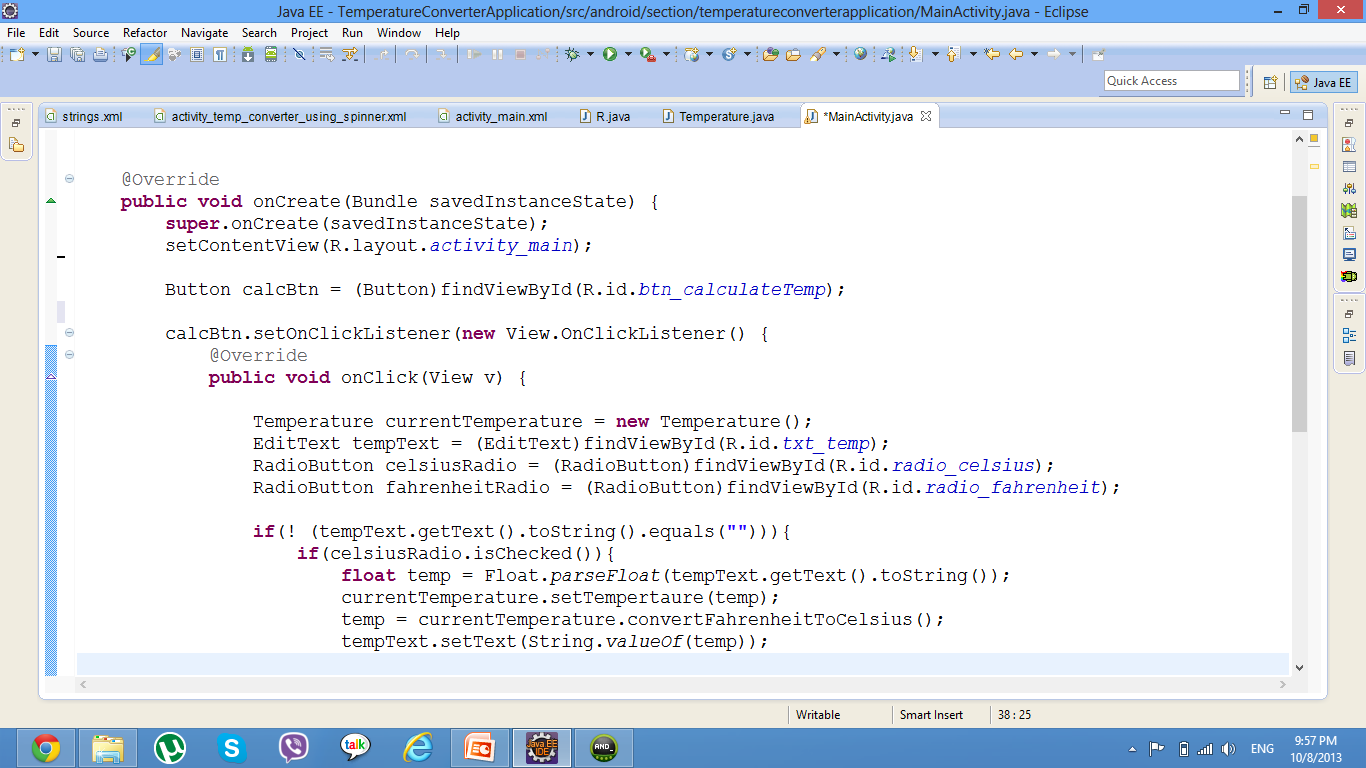 Java EE - TemperatureConverterApplication/src/android/section/temperatureconverterapplication/MainActivity.java - Eclipse
File Edit Source Refactor Navigate Search Project Run Window Help
Quick Access
Java EE
strings.xml activity_temp_converter_using_spinner.xml activity_main.xml R.java Temperature.java *MainActivity.java
@Override
public void onCreate(Bundle savedInstanceState) {
super.onCreate(savedInstanceState);
setContentView(R.layout.activity_main);
Button calcBtn = (Button)findViewById(R.id.btn_calculateTemp);
calcBtn.setOnClickListener(new View.OnClickListener() {
@Override
public void onClick(View v) {
Temperature currentTemperature = new Temperature();
EditText tempText = (EditText)findViewById(R.id.txt_temp);
RadioButton celsiusRadio = (RadioButton)findViewById(R.id.radio_celsius);
RadioButton fahrenheitRadio = (RadioButton)findViewById(R.id.radio_fahrenheit);
if(! (tempText.getText().toString().equals(""))){
if(celsiusRadio.isChecked()){
float temp = Float.parseFloat(tempText.getText().toString());
currentTemperature.setTempertaure(temp);
temp = currentTemperature.convertFahrenheitToCelsius();
tempText.setText(String.valueOf(temp));
Writable Smart Insert 38 : 25
talk
Java EE
IDE
AND_
ENG
9:57 PM
10/8/2013